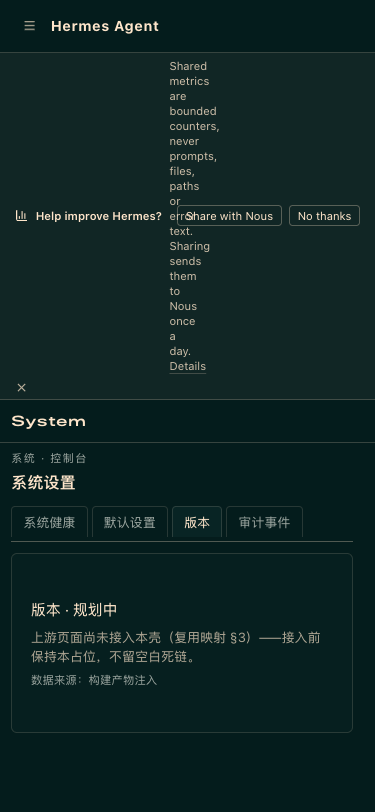 Hermes Agent
Help improve Hermes?
Shared
metrics
are
bounded
counters,
never
prompts,
files,
paths
or
error
text.
Sharing
sends
them
to
Nous
once
a
day.
Details
Share with Nous
No thanks
System
系统 · 控制台
系统设置
系统健康
默认设置
版本
审计事件
版本 · 规划中
上游页面尚未接入本壳（复用映射 §3）——接入前
保持本占位，不留空白死链。
数据来源：构建产物注入